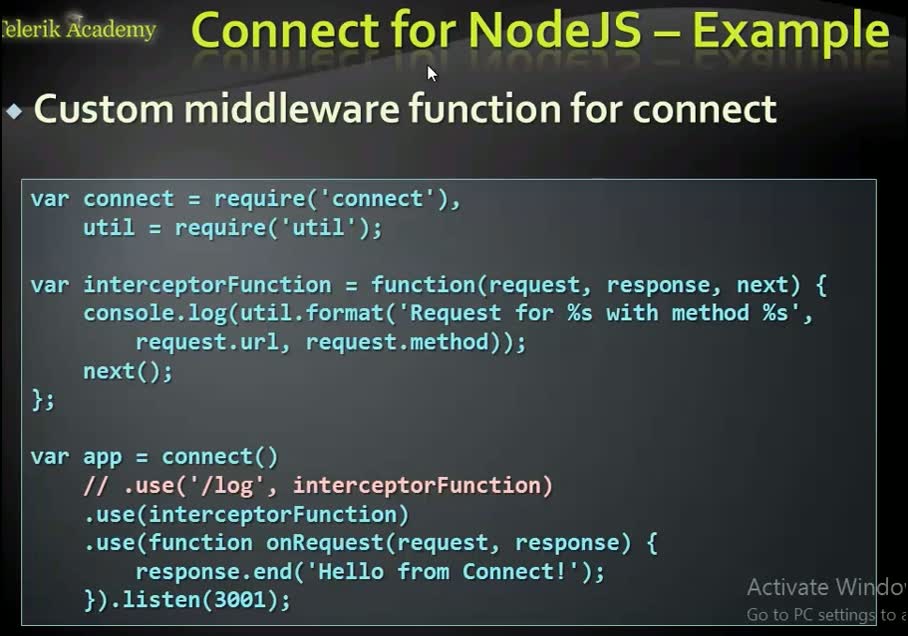 Telerik Academy
Connect for NodeJS – Example
Custom middleware function for connect
var connect = require('connect'),
    util = require('util');
var interceptorFunction = function(request, response, next) {
    console.log(util.format('Request for %s with method %s',
        request.url, request.method));
    next();
};
var app = connect()
    // .use('/log', interceptorFunction)
    .use(interceptorFunction)
    .use(function onRequest(request, response) {
        response.end('Hello from Connect!');
    }).listen(3001);
Activate Windo
Go to PC settings to a